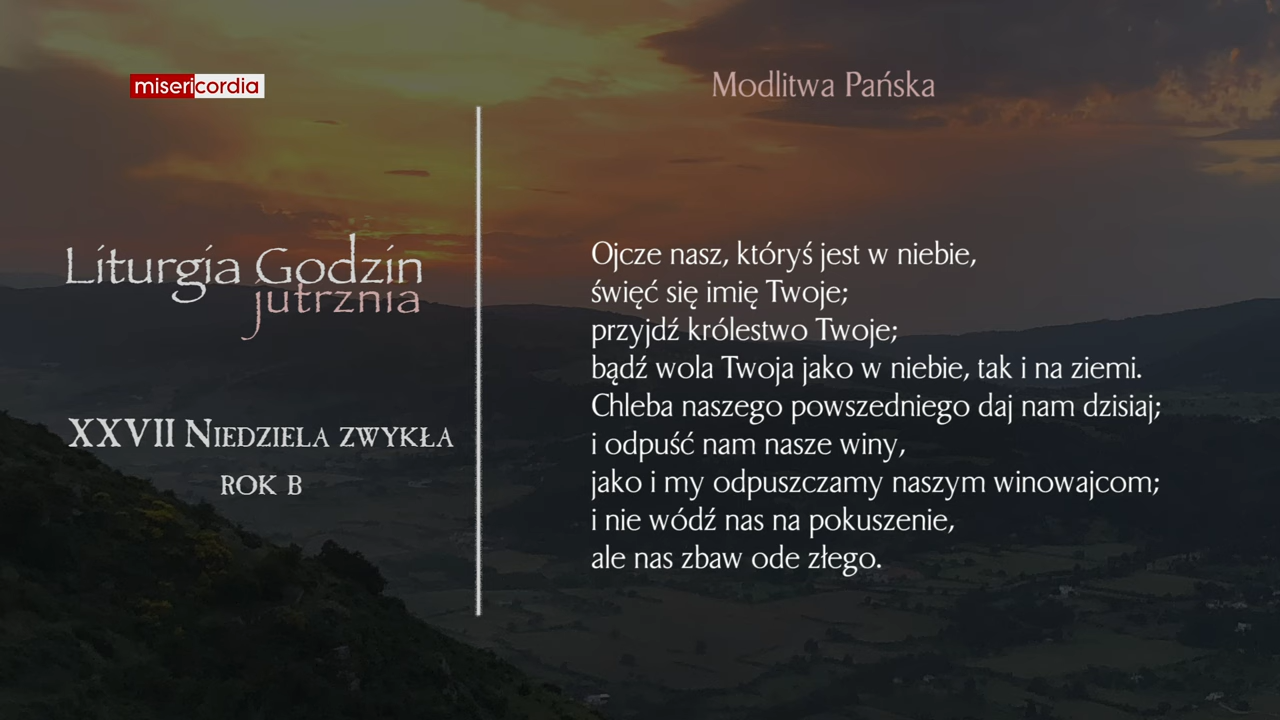 misericordia
Liturgia Godzin
jutrznia
XXVII Niedziela zwykła
rok B
Modlitwa Pańska
Ojcze nasz, któryś jest w niebie,
święć się imię Twoje;
przyjdź królestwo Twoje;
bądź wola Twoja jako w niebie, tak i na ziemi.
Chleba naszego powszedniego daj nam dzisiaj;
i odpuść nam nasze winy,
jako i my odpuszczamy naszym winowajcom;
i nie wódź nas na pokuszenie,
ale nas zbaw ode złego.